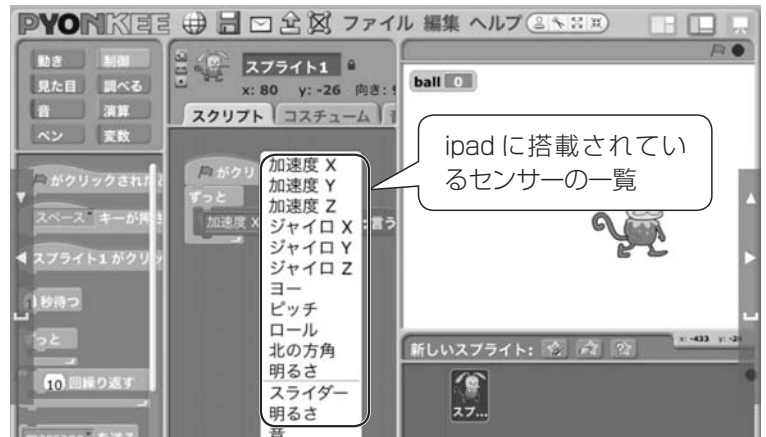 PYONKEE ファイル 編集 ヘルプ
動き 制御
見た目 調べる
音 演算
ペン 変数
スプライト1
x: 80 y: -26 向き:
スクリプト コスチューム
ball 0
ipad に搭載されてい
るセンサーの一覧
がクリックされた
スペース キーが押
スプライト1 がクリッ
1 秒待つ
ずっと
10 回繰り返す
message を送る
がクリ
ずっと
加速度 X
言う
加速度 X
加速度 Y
加速度 Z
ジャイロ X
ジャイロ Y
ジャイロ Z
ヨー
ピッチ
ロール
北の方角
明るさ
スライダー
明るさ
音
新しいスプライト:
x: -433
スプ...